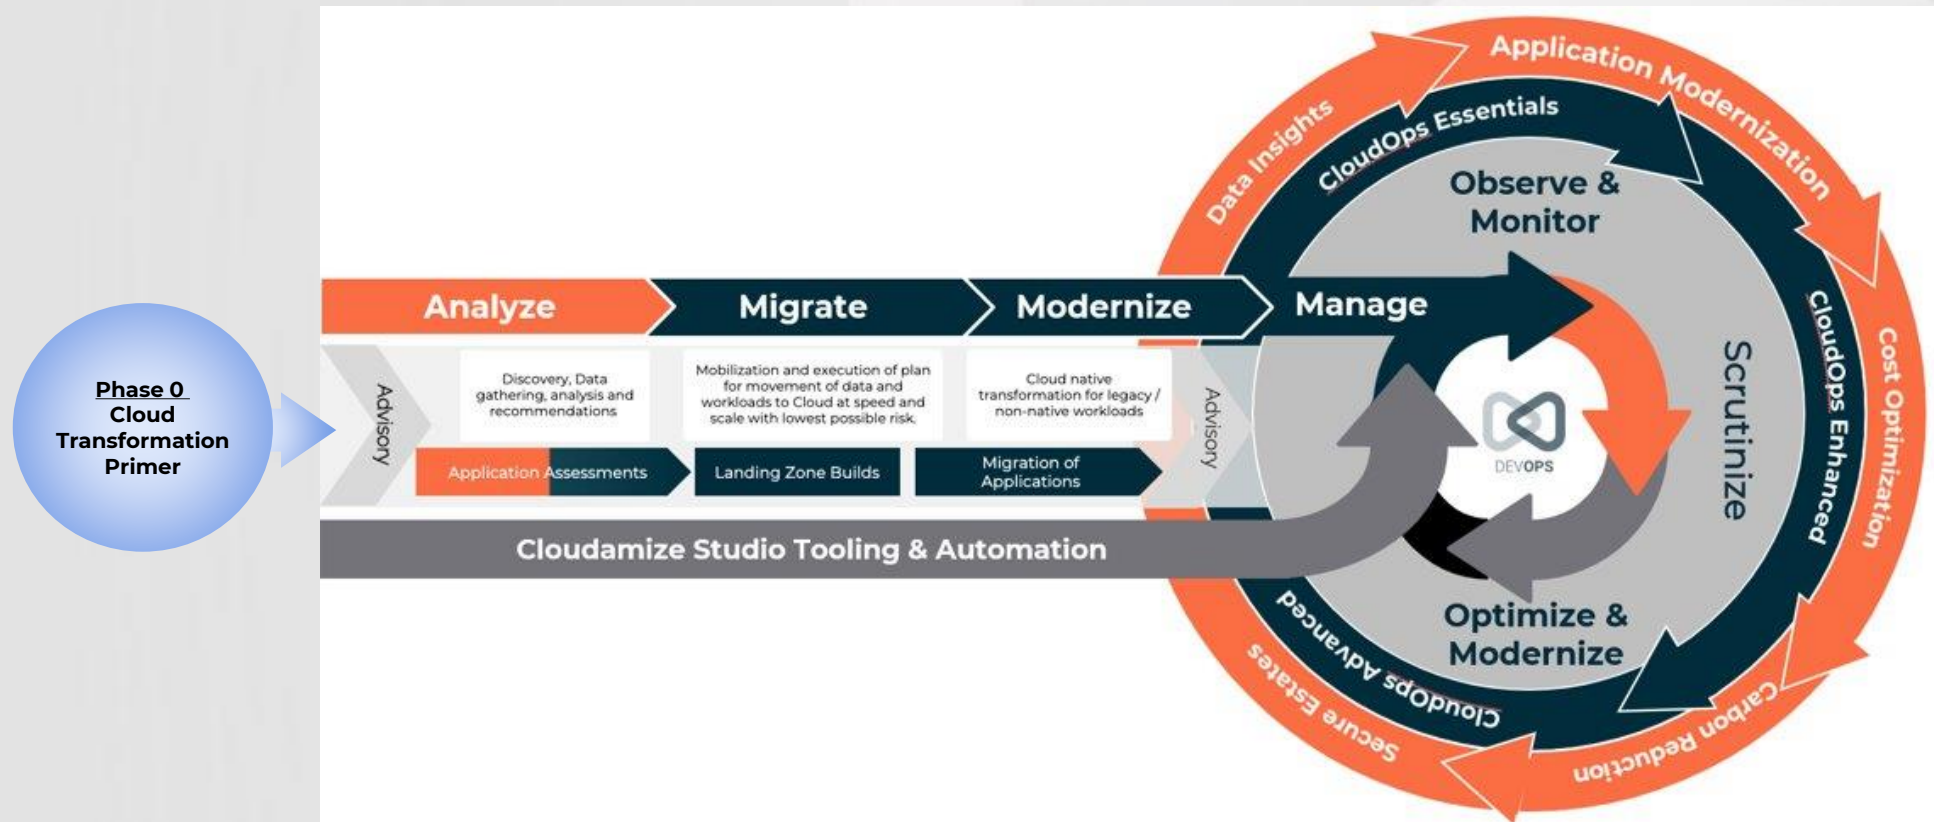 Phase 0
Cloud
Transformation
Primer
Analyze
Migrate
Modernize
Manage
Advisory
Discovery, Data
gathering, analysis and
recommendations
Mobilization and execution of plan
for movement of data and
workloads to Cloud at speed and
scale with lowest possible risk.
Cloud native
transformation for legacy /
non-native workloads
Advisory
Application Assessments
Landing Zone Builds
Migration of
Applications
Cloudamize Studio Tooling & Automation
Data Insights
Application Modernization
Cost Optimization
Carbon Reduction
Secure Estates
CloudOps Essentials
CloudOps Enhanced
CloudOps Advanced
Observe &
Monitor
Scrutinize
Optimize &
Modernize
DEVOPS